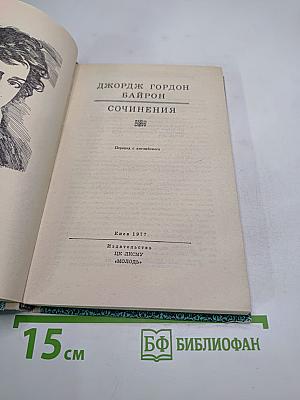 ДЖОРДЖ ГОРДОН
БАЙРОН
СОЧИНЕНИЯ
Перевод с английского
Киев 1977
Издательство
ЦК ЛКСМУ
«МОЛОДЬ»
15 см
БФ БИБЛИОФАН